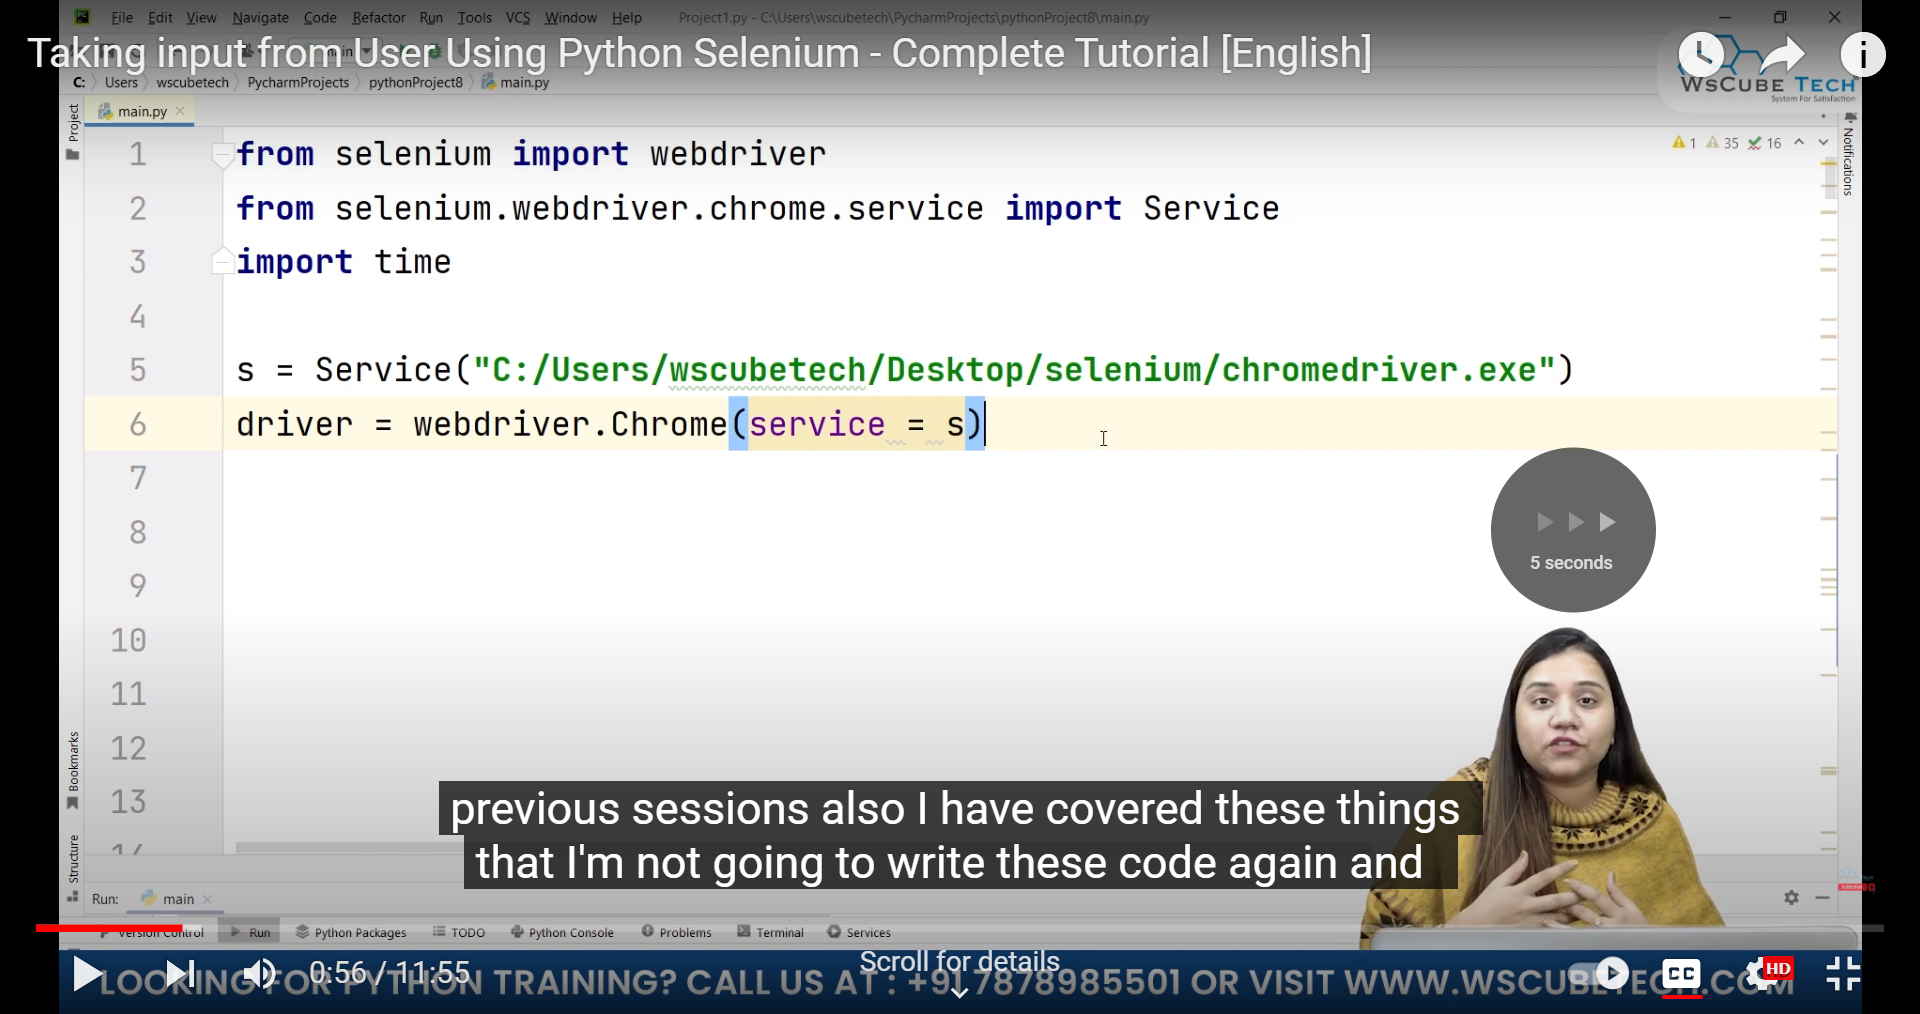 File Edit View Navigate Code Refactor Run Tools VCS Window Help Project1.py - C:\Users\wscubetech\PycharmProjects\pythonProject8\main.py
Taking input from User Using Python Selenium - Complete Tutorial [English]
C: Users wscubetech PycharmProjects pythonProject8 main.py
WSCUBE TECH
System For Satisfaction
Project
main.py
1 35 16
Notifications
1 from selenium import webdriver
2 from selenium.webdriver.chrome.service import Service
3 import time
4
5 s = Service("C:/Users/wscubetech/Desktop/selenium/chromedriver.exe")
6 driver = webdriver.Chrome(service = s)
7
8
9
10
11
12
13
14
5 seconds
Bookmarks
Structure
previous sessions also I have covered these things
that I'm not going to write these code again and
Run: main
Version Control Run Python Packages TODO Python Console Problems Terminal Services
0:56 / 11:55
Scroll for details
CC HD
LOOKING FOR PYTHON TRAINING? CALL US AT : +91 7878985501 OR VISIT WWW.WSCUBETECH.COM